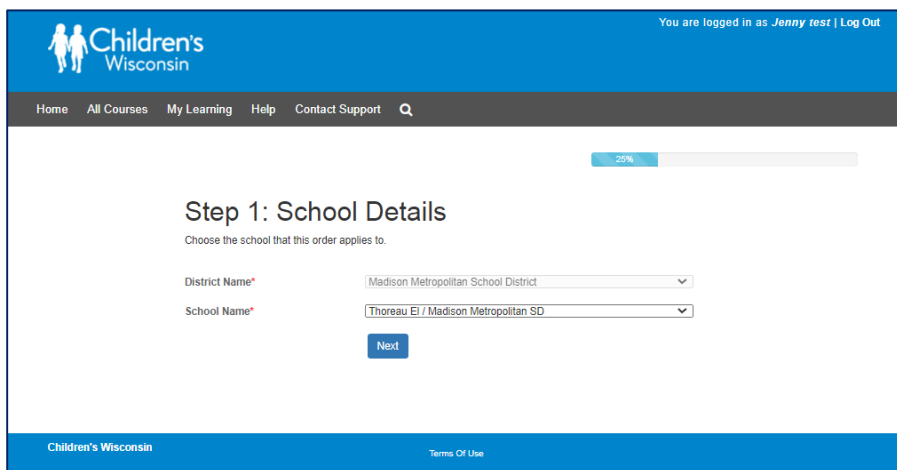 You are logged in as Jenny test | Log Out
Children's
Wisconsin
Home All Courses My Learning Help Contact Support
25%
Step 1: School Details
Choose the school that this order applies to.
District Name* Madison Metropolitan School District
School Name* Thoreau El / Madison Metropolitan SD
Next
Children's Wisconsin
Terms Of Use